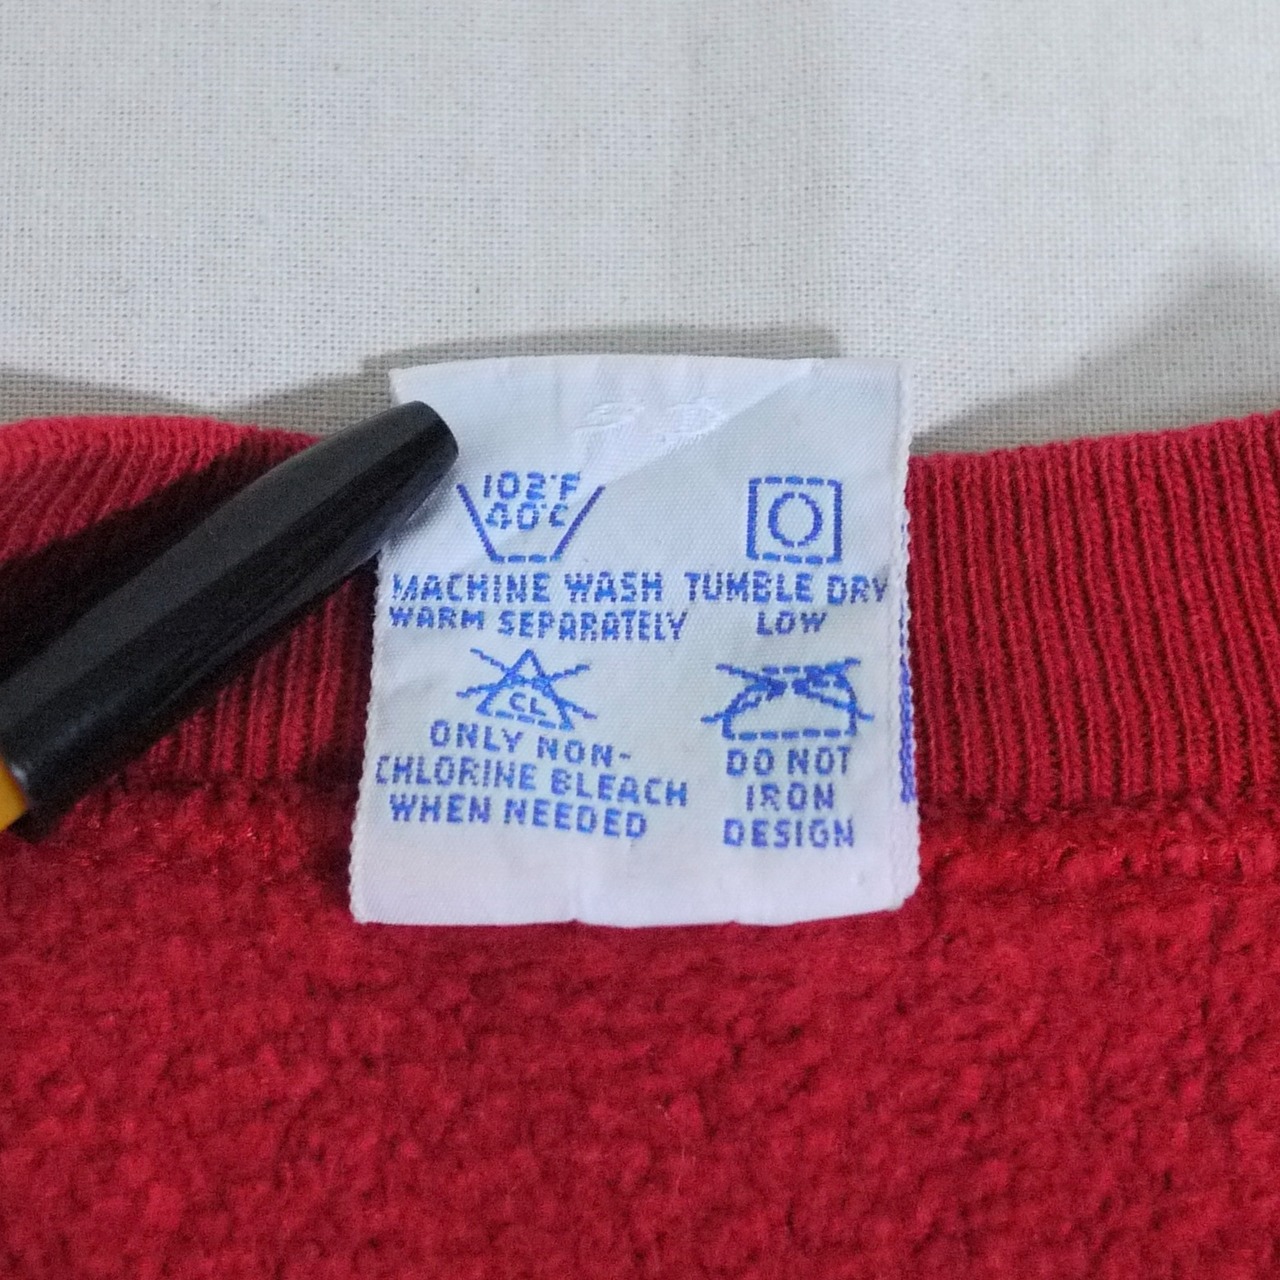 102°F
40°C
MACHINE WASH
WARM SEPARATELY
TUMBLE DRY
LOW
CL
ONLY NON-
CHLORINE BLEACH
WHEN NEEDED
DO NOT
IRON
DESIGN